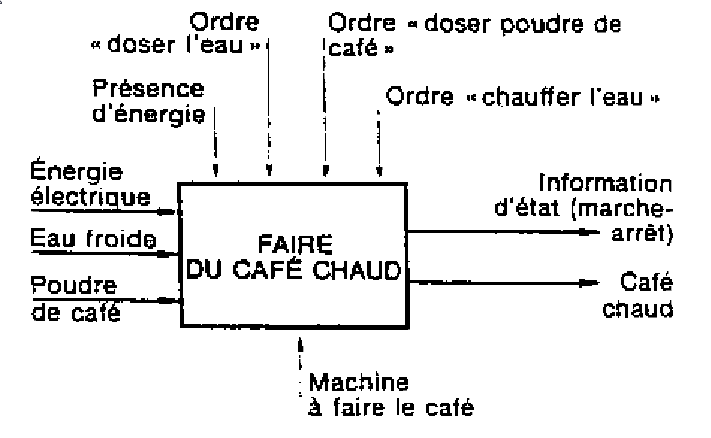 Ordre
« doser l'eau »
Ordre « doser poudre de
café »
Présence
d'énergie
Ordre « chauffer l'eau »
Énergie
électrique
Eau froide
Poudre
de café
FAIRE
DU CAFÉ CHAUD
Information
d'état (marche-
arrêt)
Café
chaud
Machine
à faire le café